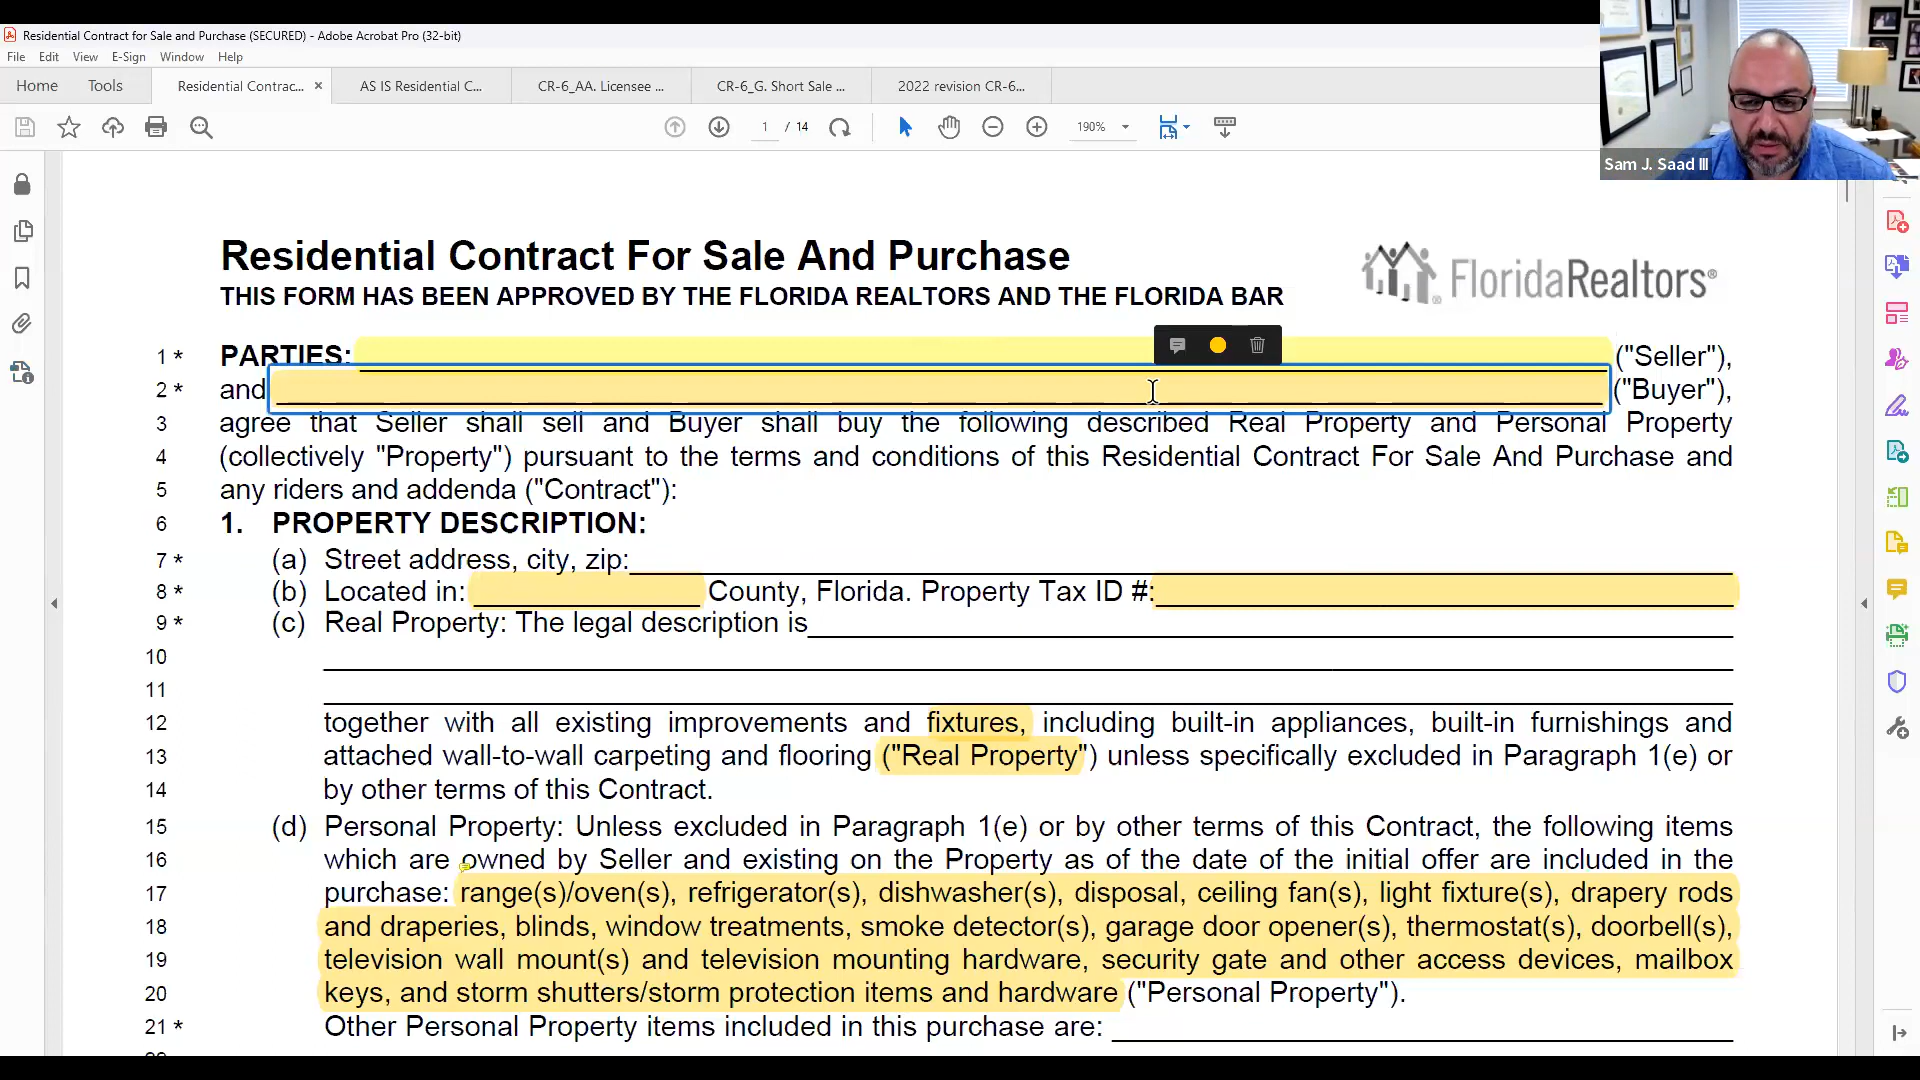 Residential Contract for Sale and Purchase (SECURED) - Adobe Acrobat Pro (32-bit)
File Edit View E-Sign Window Help
Home Tools Residential Contrac... × AS IS Residential C... CR-6_AA. Licensee ... CR-6_G. Short Sale ... 2022 revision CR-6...
1 / 14 190%
Sam J. Saad III
Residential Contract For Sale And Purchase
THIS FORM HAS BEEN APPROVED BY THE FLORIDA REALTORS AND THE FLORIDA BAR
FloridaRealtors®
1 * PARTIES: ("Seller"),
2 * and ("Buyer"),
3 agree that Seller shall sell and Buyer shall buy the following described Real Property and Personal Property
4 (collectively "Property") pursuant to the terms and conditions of this Residential Contract For Sale And Purchase and
5 any riders and addenda ("Contract"):
6 1. PROPERTY DESCRIPTION:
7 * (a) Street address, city, zip:
8 * (b) Located in: County, Florida. Property Tax ID #:
9 * (c) Real Property: The legal description is
10
11
12 together with all existing improvements and fixtures, including built-in appliances, built-in furnishings and
13 attached wall-to-wall carpeting and flooring ("Real Property") unless specifically excluded in Paragraph 1(e) or
14 by other terms of this Contract.
15 (d) Personal Property: Unless excluded in Paragraph 1(e) or by other terms of this Contract, the following items
16 which are owned by Seller and existing on the Property as of the date of the initial offer are included in the
17 purchase: range(s)/oven(s), refrigerator(s), dishwasher(s), disposal, ceiling fan(s), light fixture(s), drapery rods
18 and draperies, blinds, window treatments, smoke detector(s), garage door opener(s), thermostat(s), doorbell(s),
19 television wall mount(s) and television mounting hardware, security gate and other access devices, mailbox
20 keys, and storm shutters/storm protection items and hardware ("Personal Property").
21 * Other Personal Property items included in this purchase are: